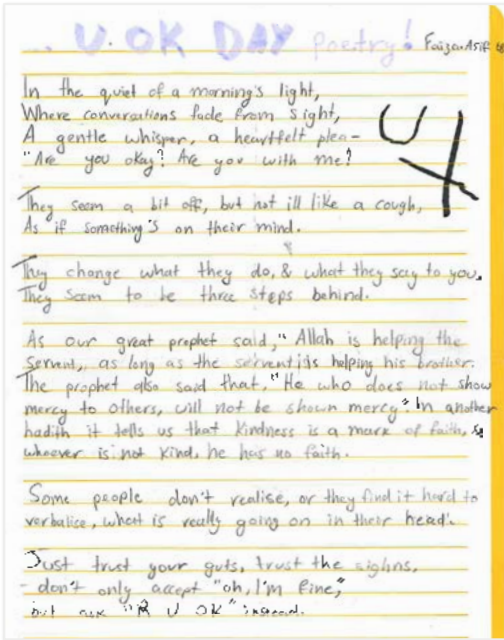 ... U. OK DAY Poetry! Faizan Asif
In the quiet of a morning's light,
Where conversations fade from sight,
A gentle whisper, a heartfelt plea-
"Are you okay? Are you with me?
They seem a bit off, but not ill like a cough,
As if something's on their mind.
They change what they do, & what they say to you.
They seem to be three steps behind.
As our great prophet said, "Allah is helping the
servent, as long as the servent is helping his brother.
The prophet also said that, "He who does not show
mercy to others, will not be shown mercy". In another
hadith it tells us that kindness is a mark of faith, &
whoever is not kind, he has no faith.
Some people don't realise, or they find it hard to
verbalise, what is really going on in their head.
Just trust your guts, trust the sighns,
- don't only accept "oh, I'm fine,"
but ask "R U OK" instead.